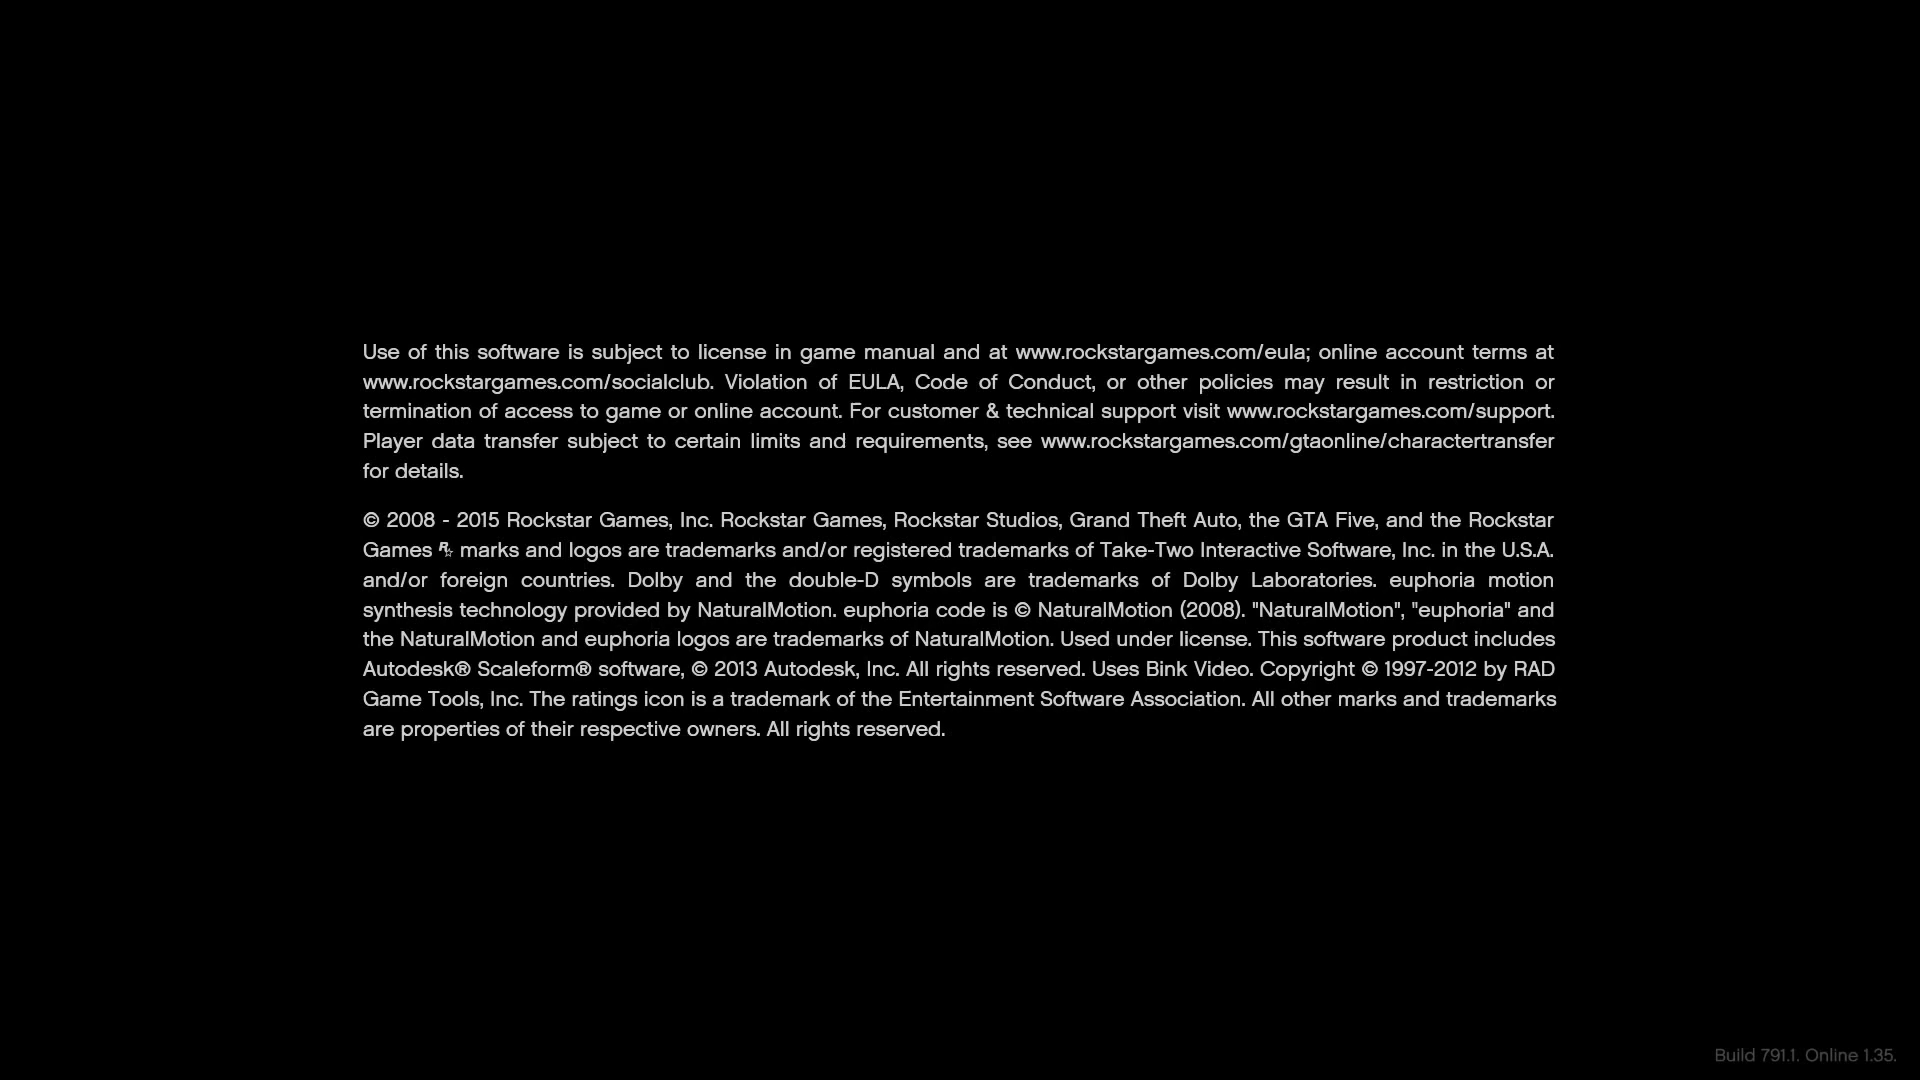 Use of this software is subject to license in game manual and at www.rockstargames.com/eula; online account terms at
www.rockstargames.com/socialclub. Violation of EULA, Code of Conduct, or other policies may result in restriction or
termination of access to game or online account. For customer & technical support visit www.rockstargames.com/support.
Player data transfer subject to certain limits and requirements, see www.rockstargames.com/gtaonline/charactertransfer
for details.
© 2008 - 2015 Rockstar Games, Inc. Rockstar Games, Rockstar Studios, Grand Theft Auto, the GTA Five, and the Rockstar
Games R* marks and logos are trademarks and/or registered trademarks of Take-Two Interactive Software, Inc. in the U.S.A.
and/or foreign countries. Dolby and the double-D symbols are trademarks of Dolby Laboratories. euphoria motion
synthesis technology provided by NaturalMotion. euphoria code is © NaturalMotion (2008). "NaturalMotion", "euphoria" and
the NaturalMotion and euphoria logos are trademarks of NaturalMotion. Used under license. This software product includes
Autodesk® Scaleform® software, © 2013 Autodesk, Inc. All rights reserved. Uses Bink Video. Copyright © 1997-2012 by RAD
Game Tools, Inc. The ratings icon is a trademark of the Entertainment Software Association. All other marks and trademarks
are properties of their respective owners. All rights reserved.
Build 791.1. Online 1.35.